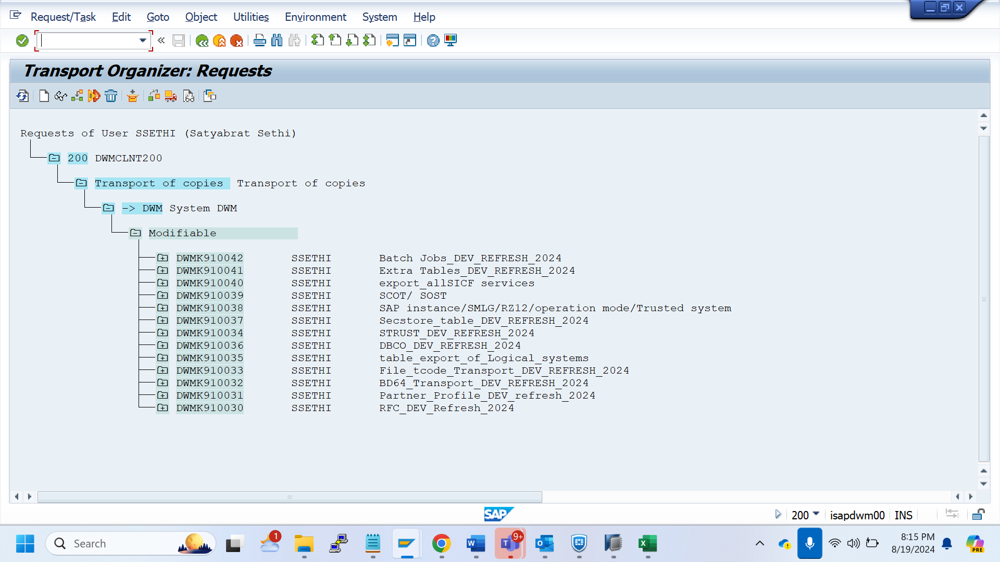 Request/Task Edit Goto Object Utilities Environment System Help
Transport Organizer: Requests
Requests of User SSETHI (Satyabrat Sethi)
200 DWMCLNT200
Transport of copies Transport of copies
-> DWM System DWM
Modifiable
DWMK910042 SSETHI Batch Jobs_DEV_REFRESH_2024
DWMK910041 SSETHI Extra Tables_DEV_REFRESH_2024
DWMK910040 SSETHI export_allSICF services
DWMK910039 SSETHI SCOT/ SOST
DWMK910038 SSETHI SAP instance/SMLG/RZ12/operation mode/Trusted system
DWMK910037 SSETHI Secstore_table_DEV_REFRESH_2024
DWMK910034 SSETHI STRUST_DEV_REFRESH_2024
DWMK910036 SSETHI DBCO_DEV_REFRESH_2024
DWMK910035 SSETHI table_export_of_Logical_systems
DWMK910033 SSETHI File_tcode_Transport_DEV_REFRESH_2024
DWMK910032 SSETHI BD64_Transport_DEV_REFRESH_2024
DWMK910031 SSETHI Partner_Profile_DEV_refresh_2024
DWMK910030 SSETHI RFC_DEV_Refresh_2024
SAP 200 isapdwm00 INS
Search 1 W T 9+ O X 8:15 PM
8/19/2024 PRE